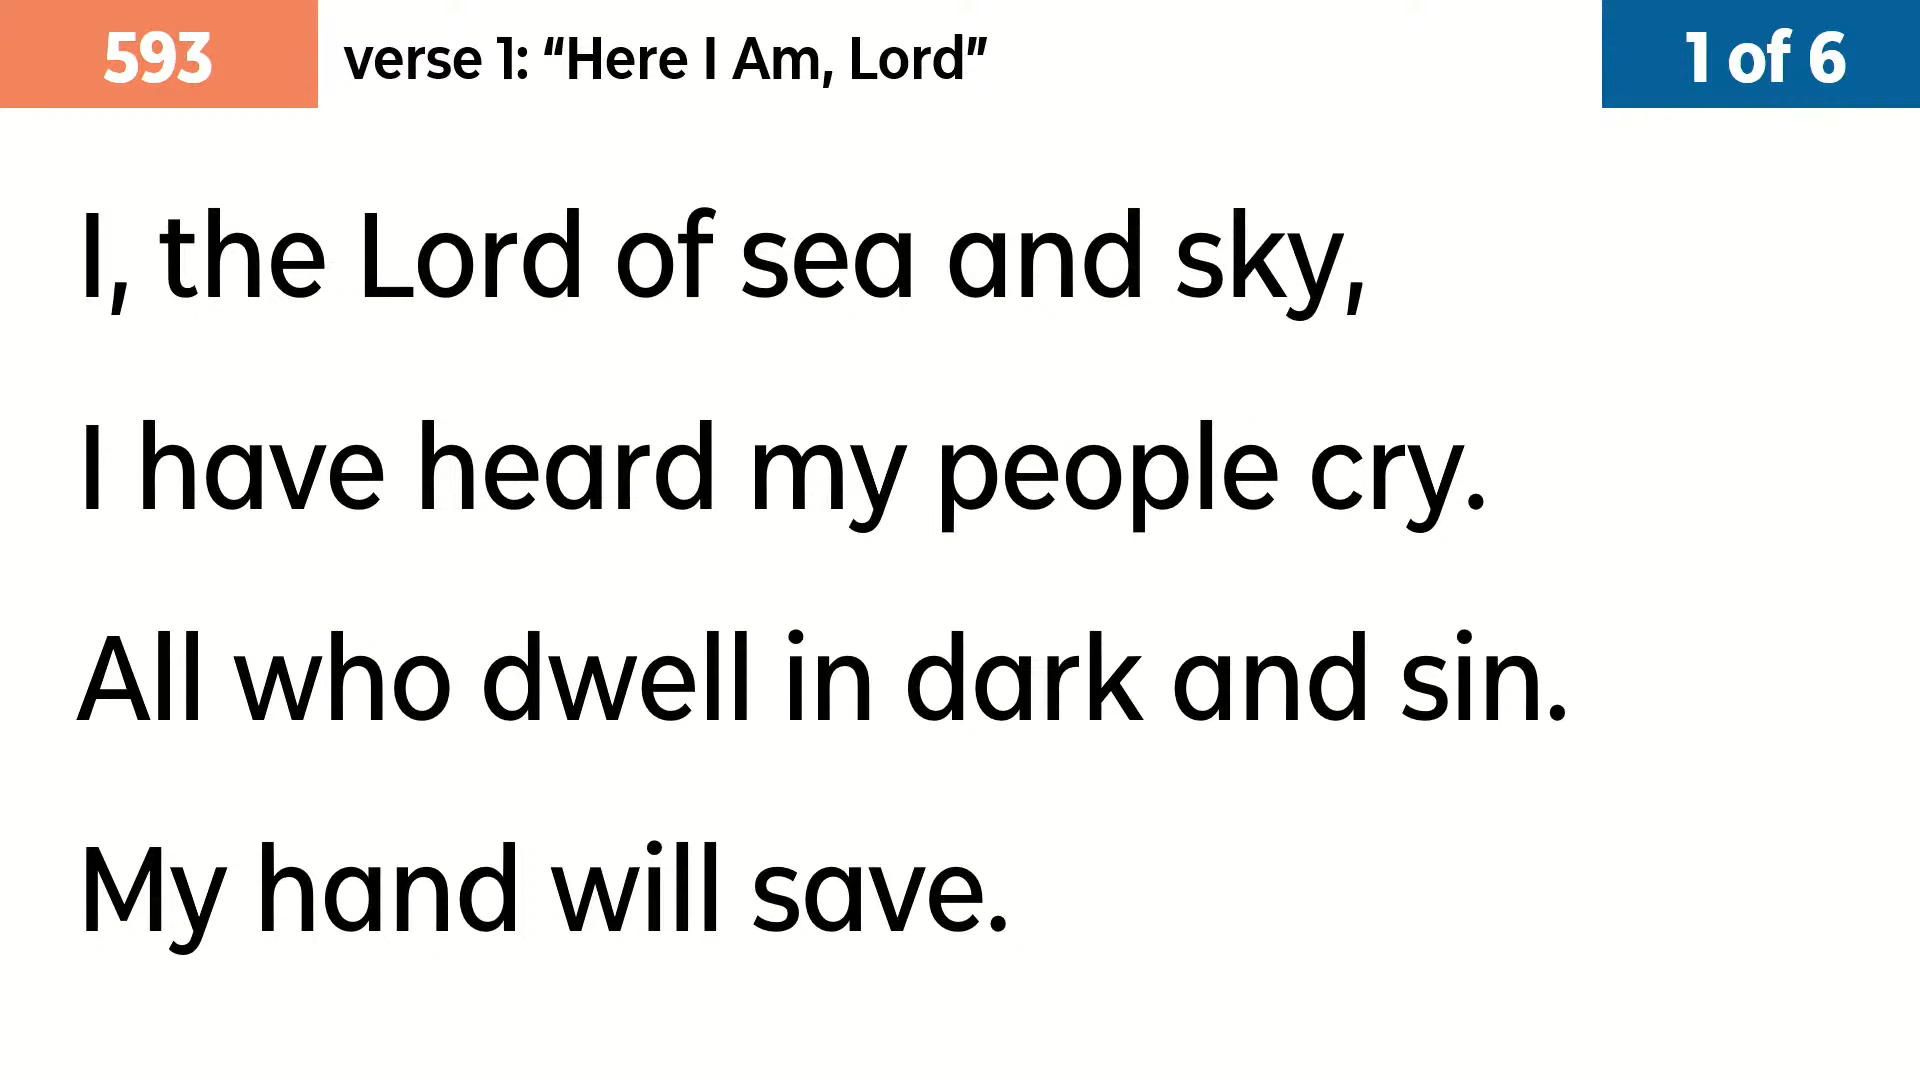 593
verse 1: “Here I Am, Lord”
1 of 6
I, the Lord of sea and sky,
I have heard my people cry.
All who dwell in dark and sin.
My hand will save.